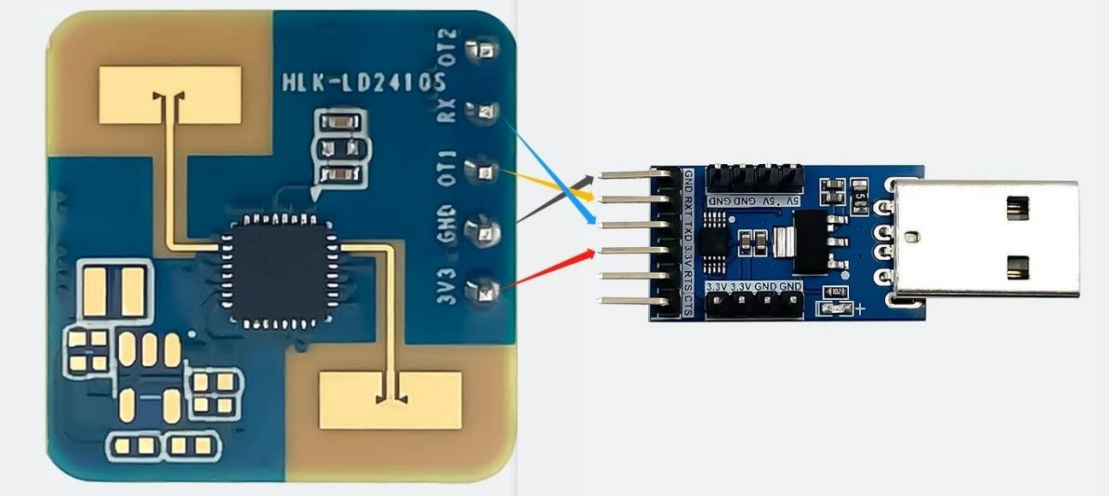 OT2
HLK-LD2410S
RX
OT1
GND
3V3
GND RXT TXD 3.3V RTS CTS
GND GND 5V 5V
3.3V 3.3V GND GND